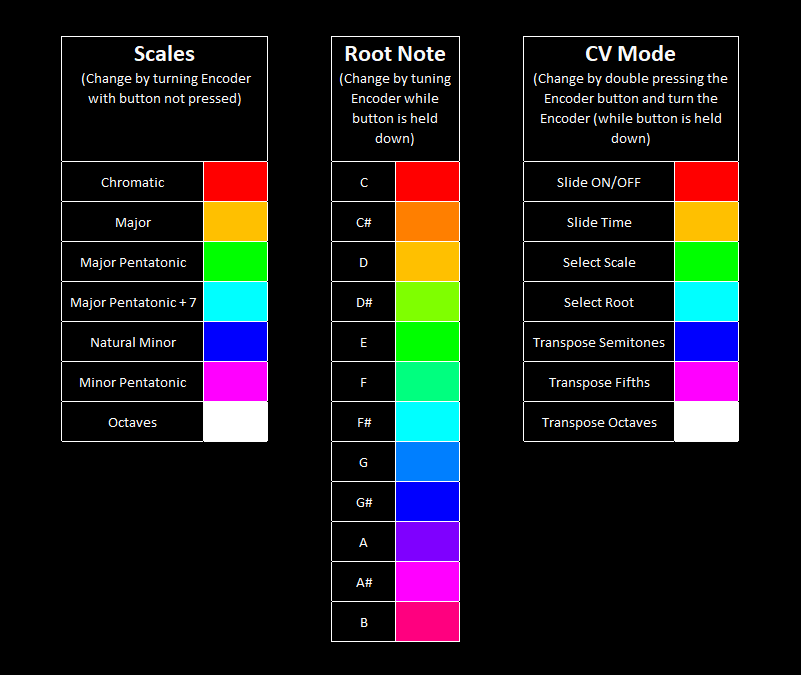 Scales
(Change by turning Encoder
with button not pressed)
Chromatic
Major
Major Pentatonic
Major Pentatonic + 7
Natural Minor
Minor Pentatonic
Octaves
Root Note
(Change by tuning
Encoder while
button is held
down)
C
C#
D
D#
E
F
F#
G
G#
A
A#
B
CV Mode
(Change by double pressing the
Encoder button and turn the
Encoder (while button is held
down)
Slide ON/OFF
Slide Time
Select Scale
Select Root
Transpose Semitones
Transpose Fifths
Transpose Octaves